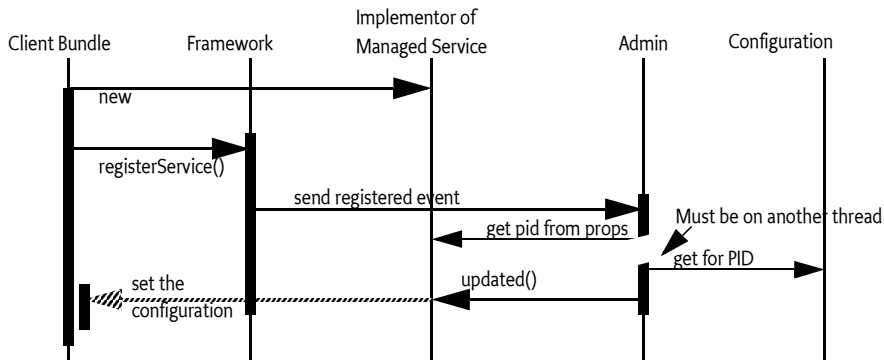 Implementor of
Client Bundle
Framework
Managed Service
Admin
Configuration
new
registerService()
send registered event
Must be on another thread
get pid from props
get for PID
set the
updated()
configuration